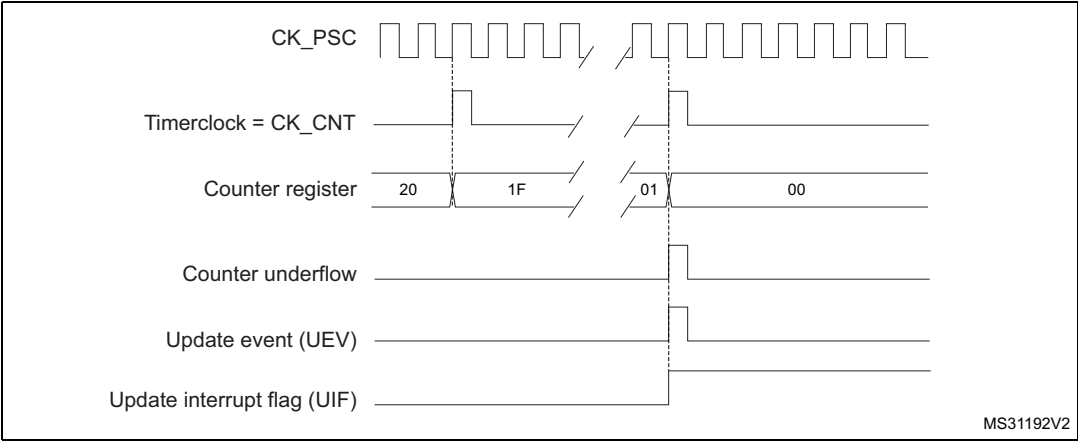 CK_PSC
Timerclock = CK_CNT
Counter register 20 1F 01 00
Counter underflow
Update event (UEV)
Update interrupt flag (UIF)
MS31192V2